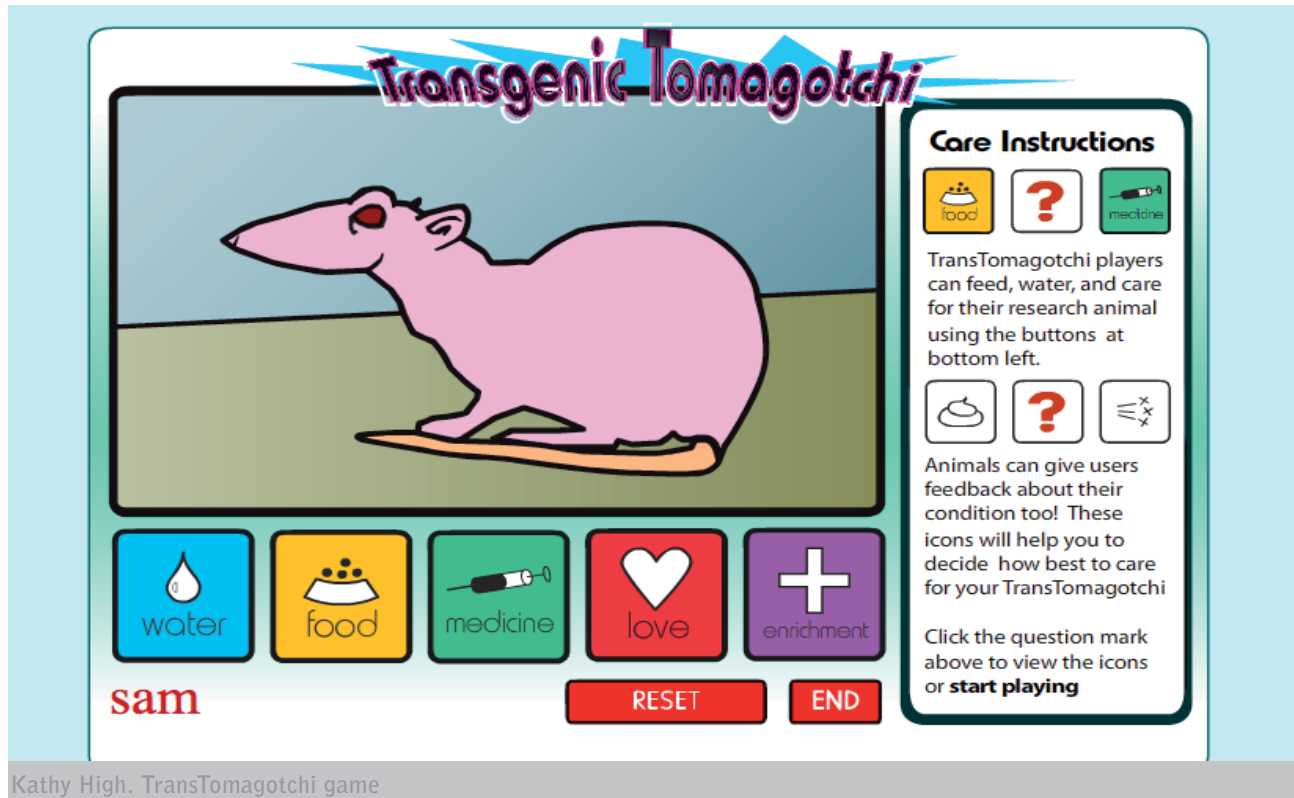 Transgenic Tomagotchi
Care Instructions
food
?
medicine
TransTomagotchi players
can feed, water, and care
for their research animal
using the buttons at
bottom left.
?
Animals can give users
feedback about their
condition too! These
icons will help you to
decide how best to care
for your TransTomagotchi
Click the question mark
above to view the icons
or start playing
water
food
medicine
love
enrichment
sam
RESET
END
Kathy High. TransTomagotchi game